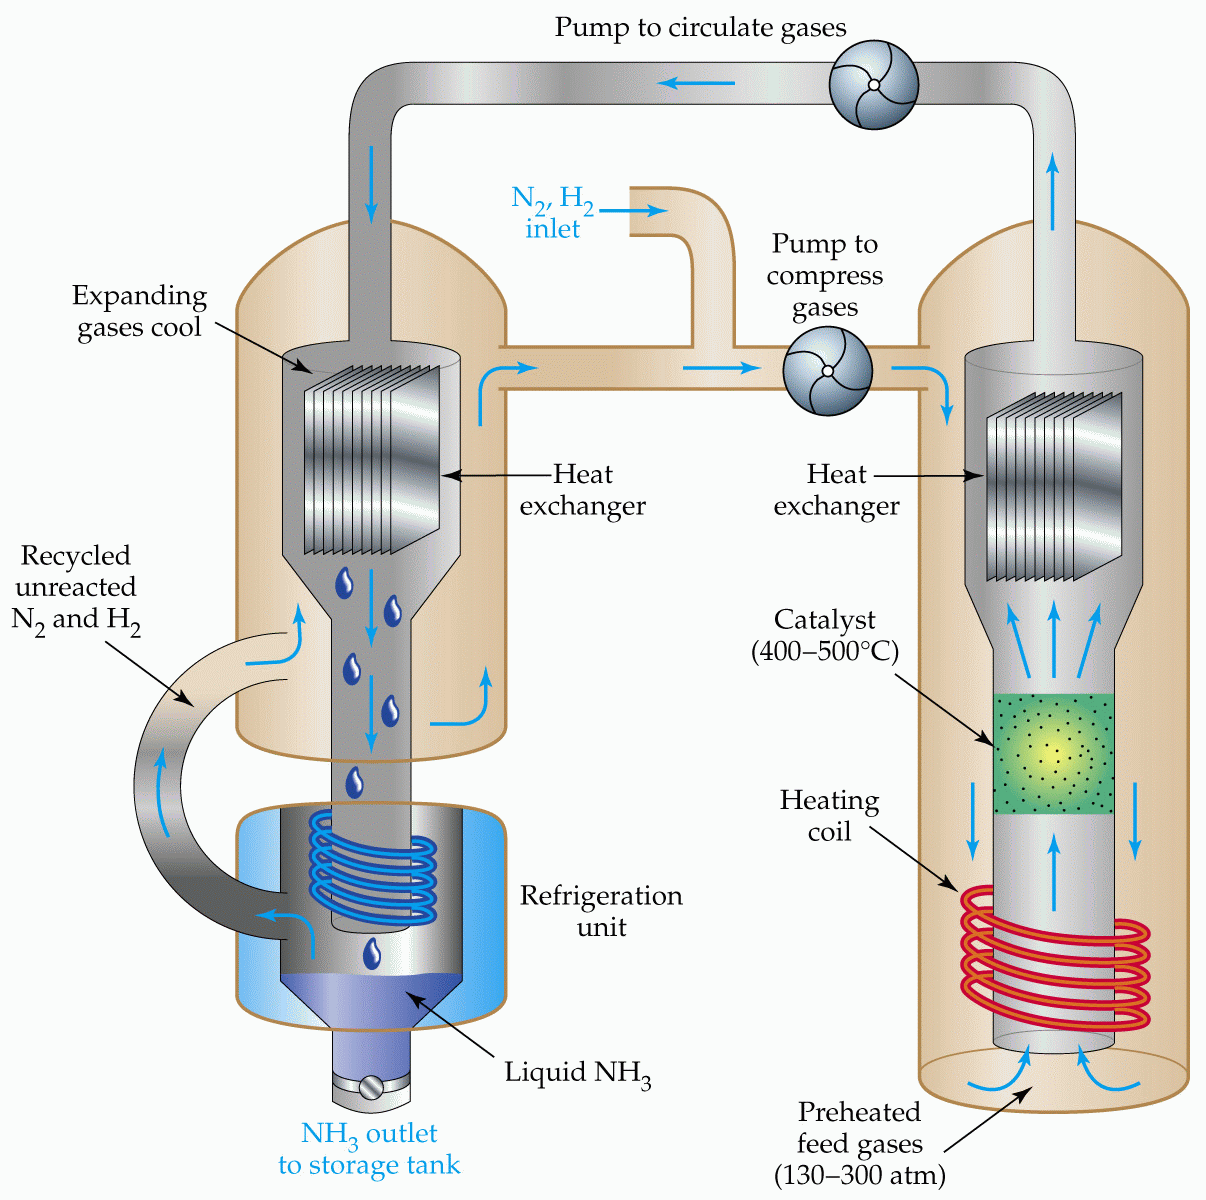 Pump to circulate gases
N₂, H₂
inlet
Pump to
compress
gases
Expanding
gases cool
Heat
exchanger
Heat
exchanger
Recycled
unreacted
N₂ and H₂
Catalyst
(400–500°C)
Heating
coil
Refrigeration
unit
Liquid NH₃
Preheated
feed gases
(130–300 atm)
NH₃ outlet
to storage tank